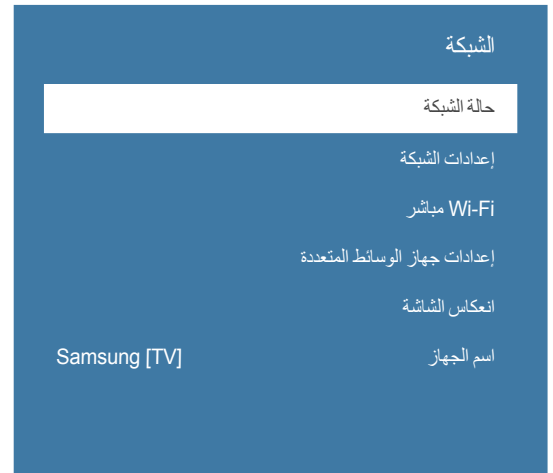 الشبكة
حالة الشبكة
إعدادات الشبكة
Wi-Fi مباشر
إعدادات جهاز الوسائط المتعددة
انعكاس الشاشة
اسم الجهاز Samsung [TV]